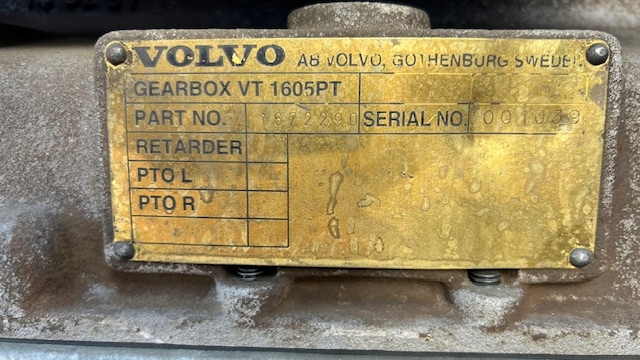 VOLVO AB VOLVO, GOTHENBURG SWEDEN.
GEARBOX VT 1605PT
PART NO. 1672290 SERIAL NO. 001039
RETARDER
PTO L
PTO R